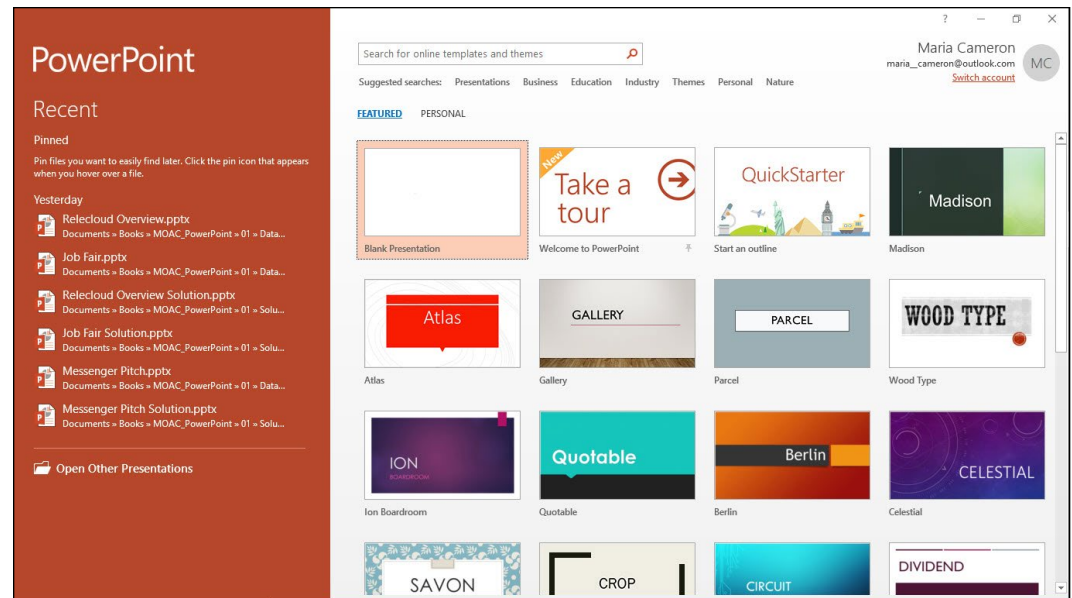 PowerPoint
Recent
Pinned
Pin files you want to easily find later. Click the pin icon that appears
when you hover over a file.
Yesterday
Relecloud Overview.pptx
Documents » Books » MOAC_PowerPoint » 01 » Data...
Job Fair.pptx
Documents » Books » MOAC_PowerPoint » 01 » Data...
Relecloud Overview Solution.pptx
Documents » Books » MOAC_PowerPoint » 01 » Solu...
Job Fair Solution.pptx
Documents » Books » MOAC_PowerPoint » 01 » Solu...
Messenger Pitch.pptx
Documents » Books » MOAC_PowerPoint » 01 » Data...
Messenger Pitch Solution.pptx
Documents » Books » MOAC_PowerPoint » 01 » Solu...
Open Other Presentations
?
Maria Cameron
maria_cameron@outlook.com
Switch account
MC
Search for online templates and themes
Suggested searches: Presentations Business Education Industry Themes Personal Nature
FEATURED PERSONAL
Blank Presentation
New
Take a
tour
Welcome to PowerPoint
QuickStarter
Start an outline
Madison
Madison
Atlas
Atlas
GALLERY
Gallery
PARCEL
Parcel
WOOD TYPE
Wood Type
ION
BOARDROOM
Ion Boardroom
Quotable
Quotable
Berlin
Berlin
CELESTIAL
Celestial
SAVON
CROP
CIRCUIT
DIVIDEND